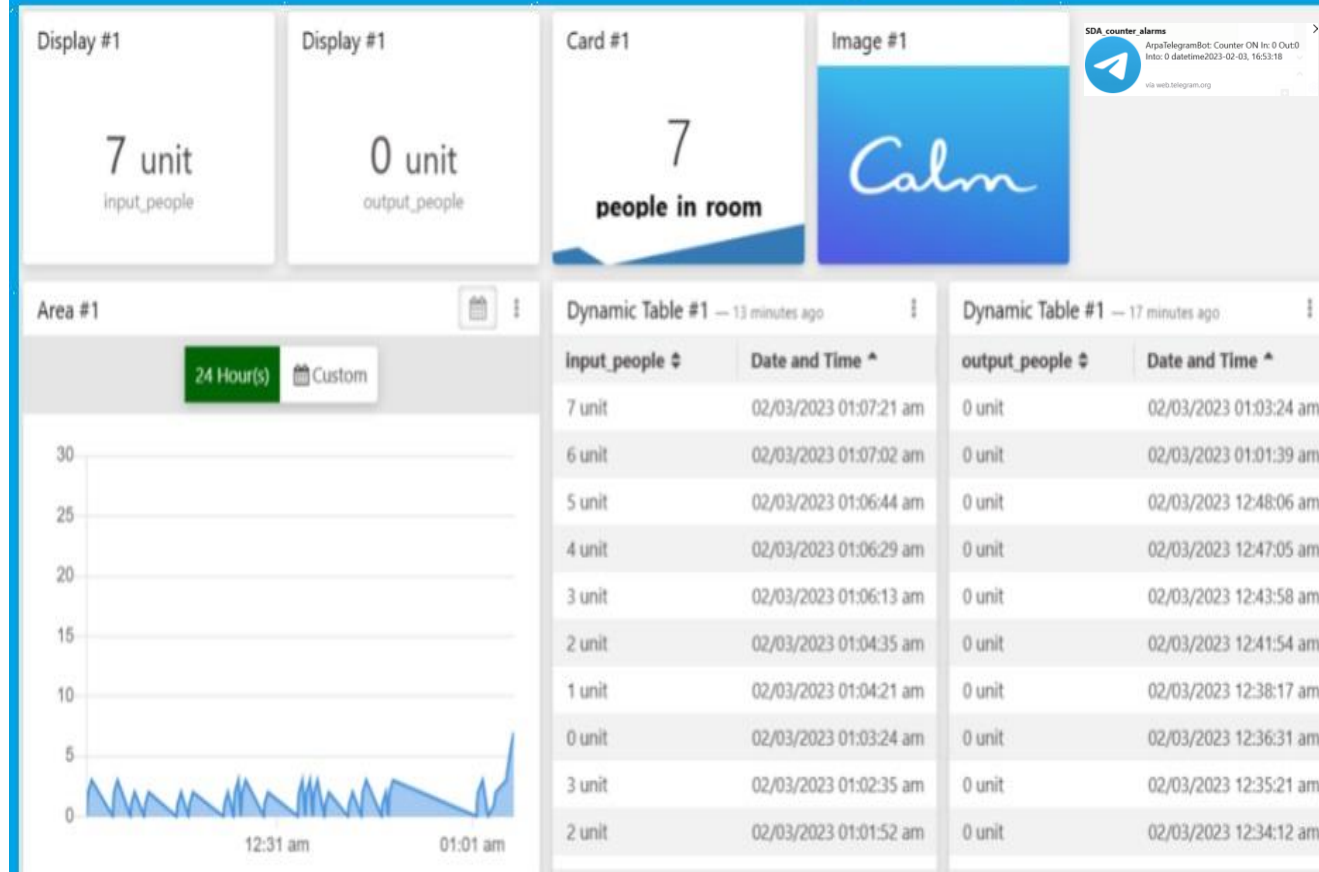 Display #1
7 unit
input_people
Display #1
0 unit
output_people
Card #1
7
people in room
Image #1
Calm
SDA_counter_alarms
ArpaTelegramBot: Counter ON In: 0 Out:0
Into: 0 datetime2023-02-03, 16:53:18
via web.telegram.org
Area #1
24 Hour(s) Custom
30
25
20
15
10
5
0
12:31 am 01:01 am
Dynamic Table #1 — 13 minutes ago
input_people Date and Time
7 unit 02/03/2023 01:07:21 am
6 unit 02/03/2023 01:07:02 am
5 unit 02/03/2023 01:06:44 am
4 unit 02/03/2023 01:06:29 am
3 unit 02/03/2023 01:06:13 am
2 unit 02/03/2023 01:04:35 am
1 unit 02/03/2023 01:04:21 am
0 unit 02/03/2023 01:03:24 am
3 unit 02/03/2023 01:02:35 am
2 unit 02/03/2023 01:01:52 am
Dynamic Table #1 — 17 minutes ago
output_people Date and Time
0 unit 02/03/2023 01:03:24 am
0 unit 02/03/2023 01:01:39 am
0 unit 02/03/2023 12:48:06 am
0 unit 02/03/2023 12:47:05 am
0 unit 02/03/2023 12:43:58 am
0 unit 02/03/2023 12:41:54 am
0 unit 02/03/2023 12:38:17 am
0 unit 02/03/2023 12:36:31 am
0 unit 02/03/2023 12:35:21 am
0 unit 02/03/2023 12:34:12 am